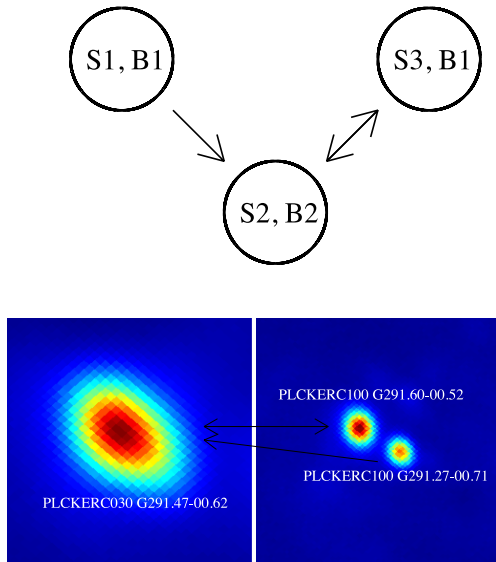 S1, B1
S3, B1
S2, B2
PLCKERC100 G291.60-00.52
PLCKERC100 G291.27-00.71
PLCKERC030 G291.47-00.62